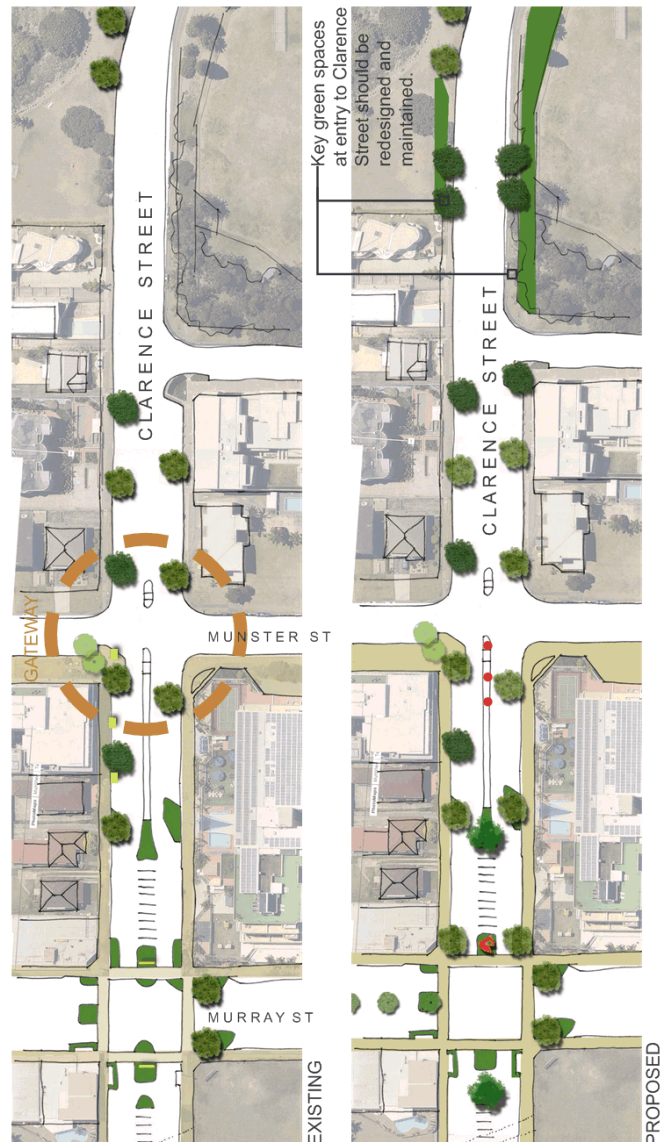 Key green spaces
at entry to Clarence
Street should be
redesigned and
maintained.
CLARENCE STREET
CLARENCE STREET
GATEWAY
MUNSTER ST
MURRAY ST
EXISTING
PROPOSED